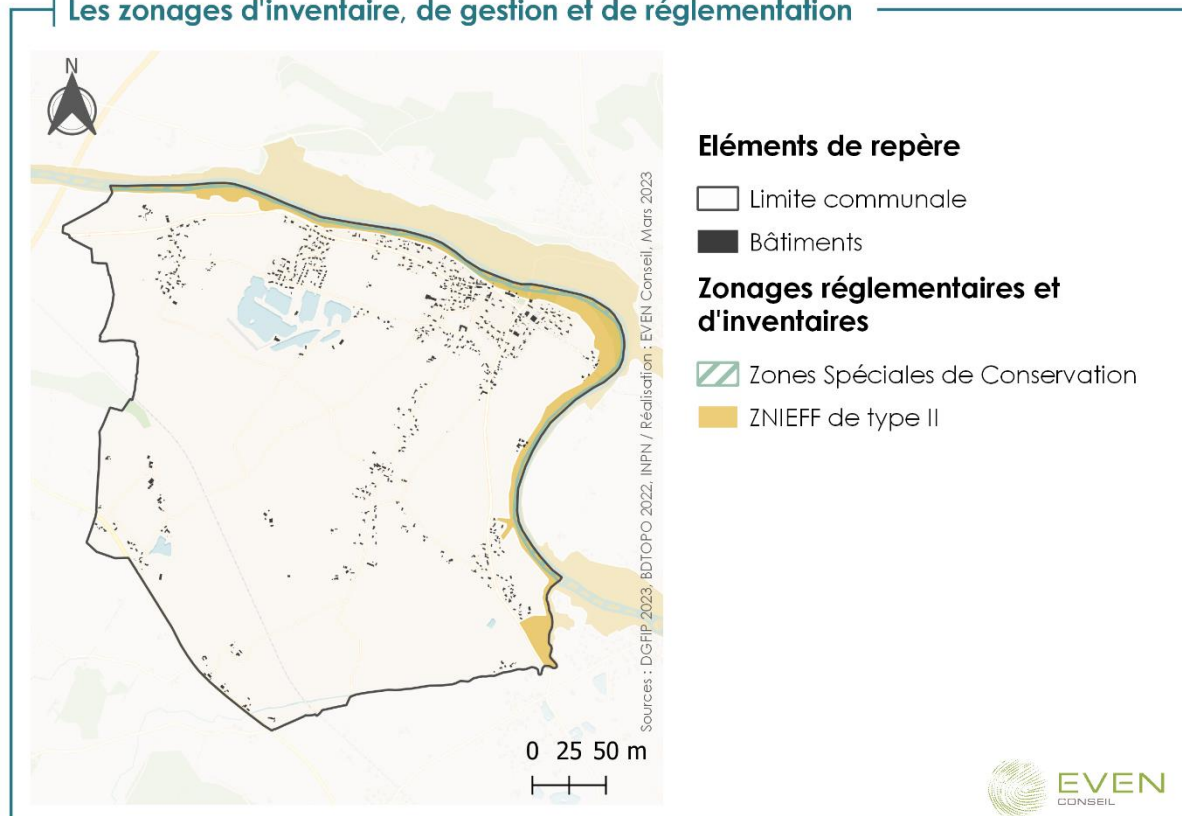 Les zonages d'inventaire, de gestion et de réglementation
N
Eléments de repère
Limite communale
Bâtiments
Zonages réglementaires et
d'inventaires
Zones Spéciales de Conservation
ZNIEFF de type II
Sources : DGFIP 2023, BDTOPO 2022, INPN / Réalisation : EVEN Conseil, Mars 2023
0 25 50 m
EVEN
CONSEIL